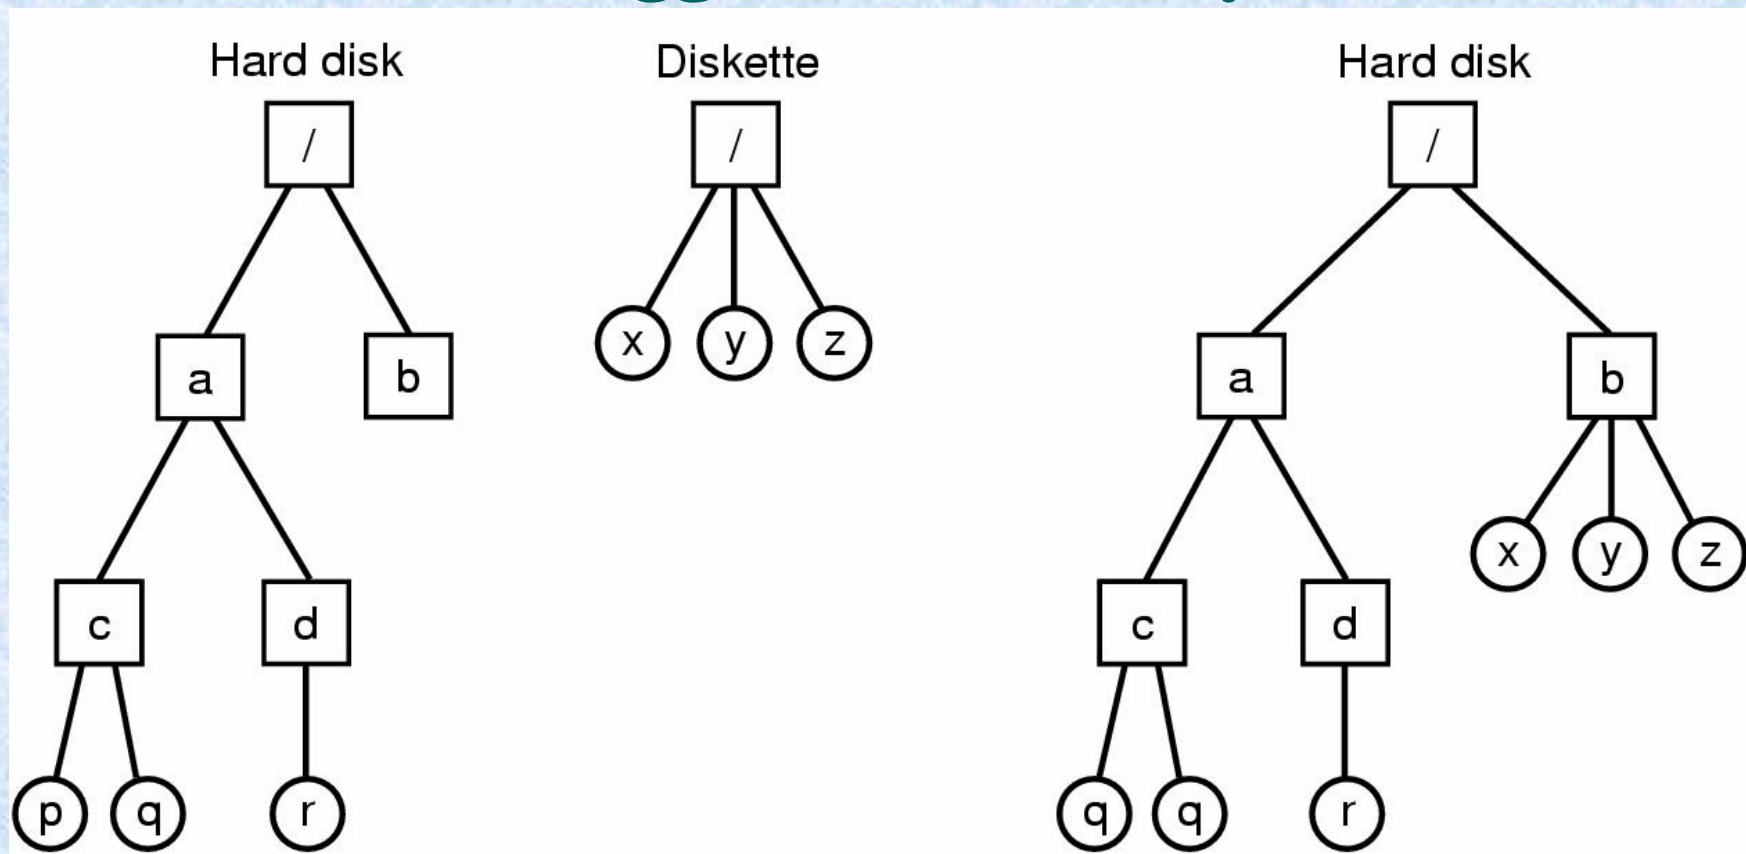 Hard disk Diskette Hard disk
/ / /
x y z
a b a b
x y z
c d c d
p q r q q r